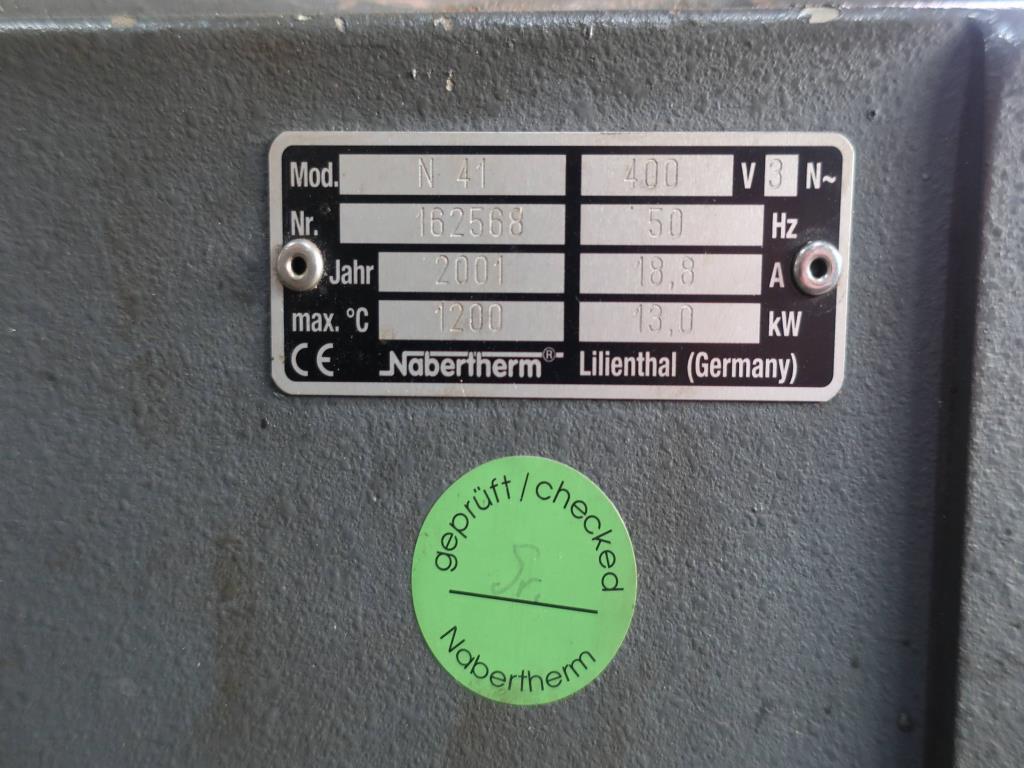 Mod. N 41 400 V 3 N~
Nr. 162568 50 Hz
Jahr 2001 18,8 A
max. °C 1200 13,0 kW
CE Nabertherm® Lilienthal (Germany)
geprüft/checked
Nabertherm